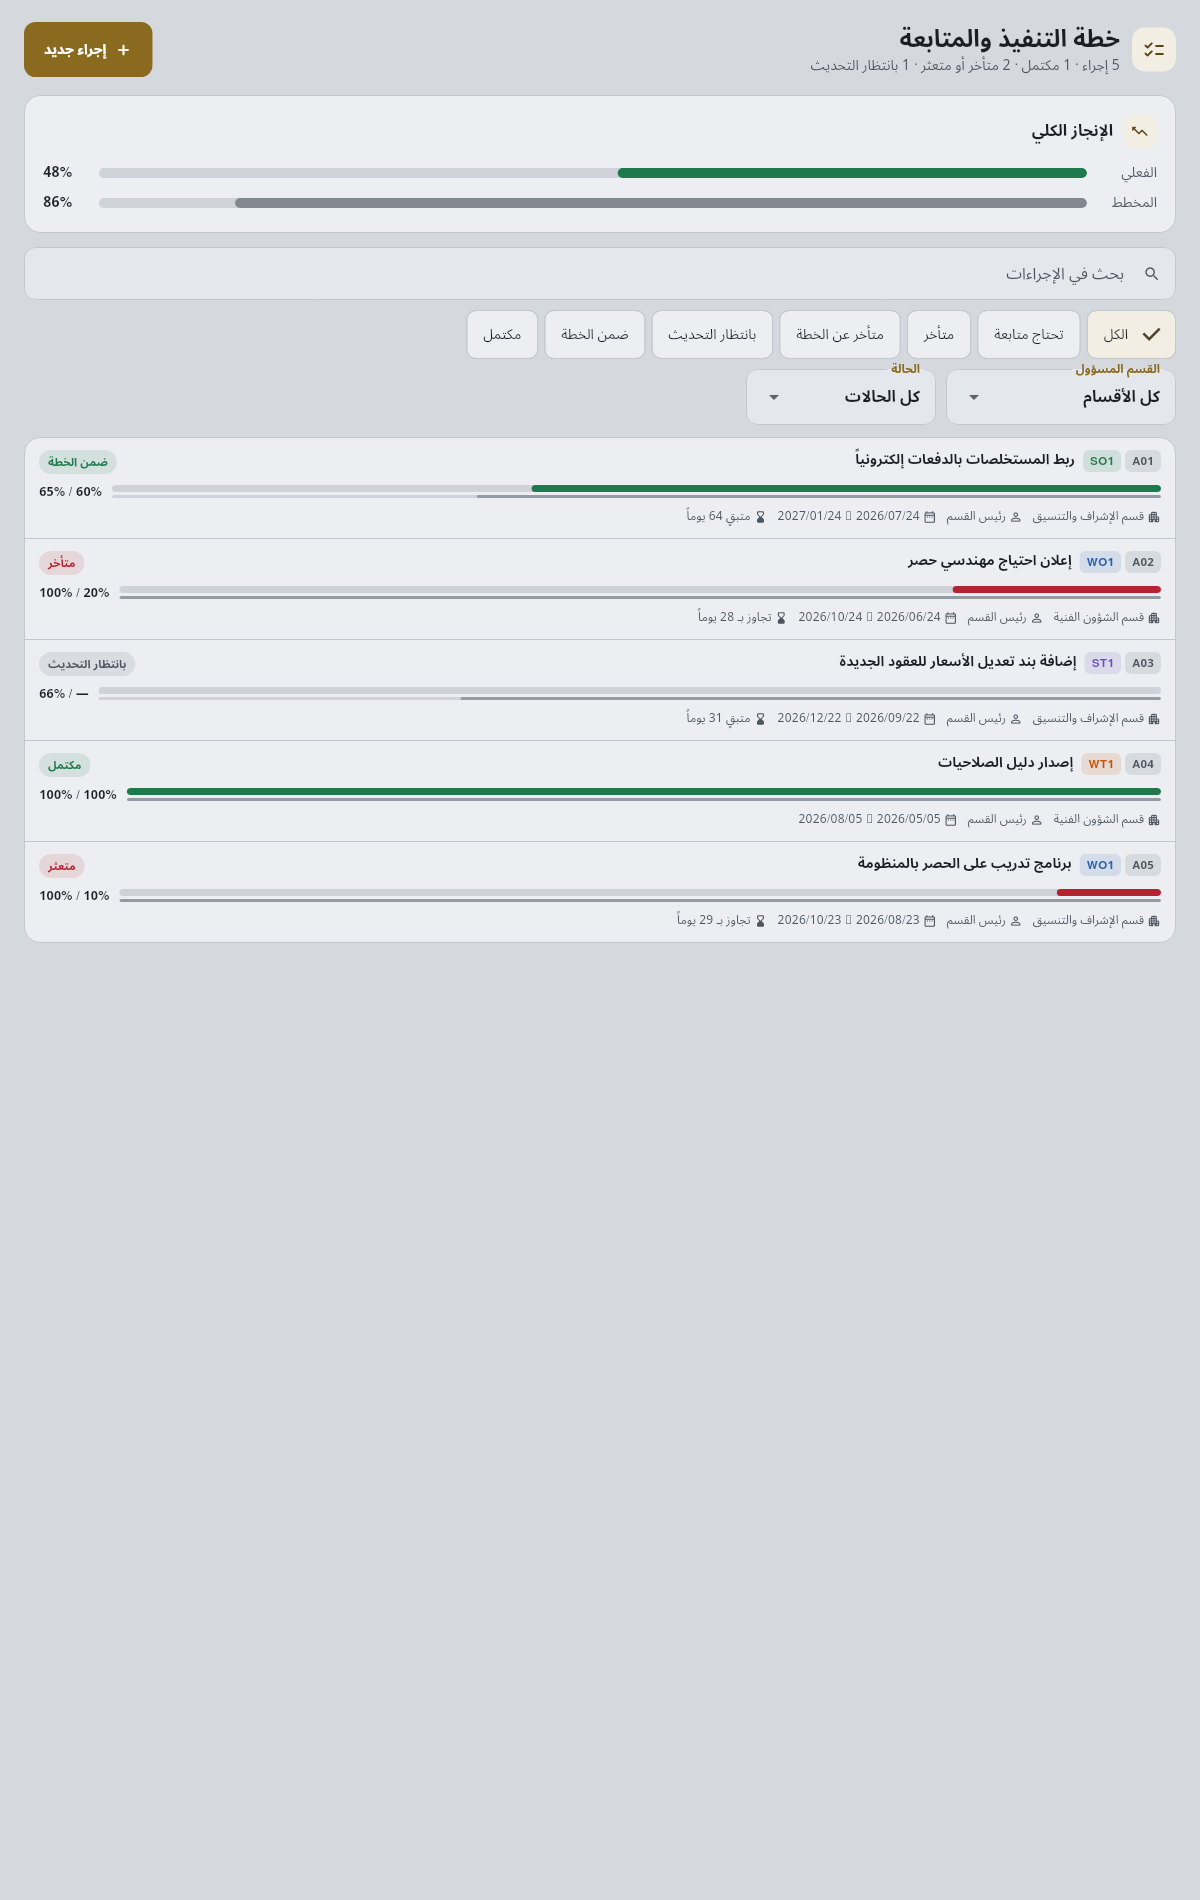 خطة التنفيذ والمتابعة
5 إجراء · 1 مكتمل · 2 متأخر أو متعثر · 1 بانتظار التحديث
+ إجراء جديد
الإنجاز الكلي
الفعلي 48%
المخطط 86%
بحث في الإجراءات
الكل تحتاج متابعة متأخر متأخر عن الخطة بانتظار التحديث ضمن الخطة مكتمل
القسم المسؤول الحالة
كل الأقسام كل الحالات
A01 SO1 ربط المستخلصات بالدفعات إلكترونياً ضمن الخطة
65% / 60%
قسم الإشراف والتنسيق رئيس القسم 2026/07/24 2027/01/24 متبقٍ 64 يوماً
A02 WO1 إعلان احتياج مهندسي حصر متأخر
100% / 20%
قسم الشؤون الفنية رئيس القسم 2026/06/24 2026/10/24 تجاوز بـ 28 يوماً
A03 ST1 إضافة بند تعديل الأسعار للعقود الجديدة بانتظار التحديث
66% / —
قسم الإشراف والتنسيق رئيس القسم 2026/09/22 2026/12/22 متبقٍ 31 يوماً
A04 WT1 إصدار دليل الصلاحيات مكتمل
100% / 100%
قسم الشؤون الفنية رئيس القسم 2026/05/05 2026/08/05
A05 WO1 برنامج تدريب على الحصر بالمنظومة متعثر
100% / 10%
قسم الإشراف والتنسيق رئيس القسم 2026/08/23 2026/10/23 تجاوز بـ 29 يوماً